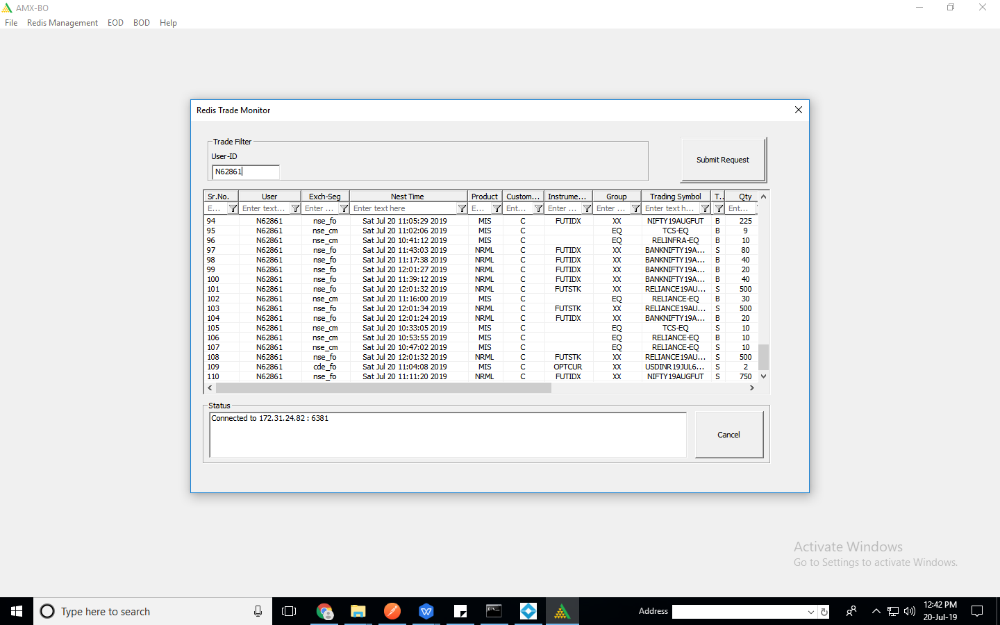 AMX-BO
File Redis Management EOD BOD Help
Redis Trade Monitor
Trade Filter
User-ID
N62861
Submit Request
Sr.No. User Exch-Seg Nest Time Product Custom... Instrume... Group Trading Symbol T.. Qty
E... Enter text... Enter ... Enter text here E... Ent... Enter ... Enter ... Enter text h... Ent...
94 N62861 nse_fo Sat Jul 20 11:05:29 2019 MIS C FUTIDX XX NIFTY19AUGFUT B 225
95 N62861 nse_cm Sat Jul 20 11:02:06 2019 MIS C EQ TCS-EQ B 9
96 N62861 nse_cm Sat Jul 20 10:41:12 2019 MIS C EQ RELINFRA-EQ B 10
97 N62861 nse_fo Sat Jul 20 11:43:03 2019 NRML C FUTIDX XX BANKNIFTY19A... S 80
98 N62861 nse_fo Sat Jul 20 11:17:38 2019 NRML C FUTIDX XX BANKNIFTY19A... B 40
99 N62861 nse_fo Sat Jul 20 12:01:27 2019 NRML C FUTIDX XX BANKNIFTY19A... B 20
100 N62861 nse_fo Sat Jul 20 11:39:12 2019 NRML C FUTIDX XX BANKNIFTY19A... B 40
101 N62861 nse_fo Sat Jul 20 12:01:32 2019 NRML C FUTSTK XX RELIANCE19AU... S 500
102 N62861 nse_cm Sat Jul 20 11:16:00 2019 MIS C EQ RELIANCE-EQ B 30
103 N62861 nse_fo Sat Jul 20 12:01:34 2019 NRML C FUTSTK XX RELIANCE19AU... S 500
104 N62861 nse_fo Sat Jul 20 12:01:24 2019 NRML C FUTIDX XX BANKNIFTY19A... B 20
105 N62861 nse_cm Sat Jul 20 10:33:05 2019 MIS C EQ TCS-EQ S 10
106 N62861 nse_cm Sat Jul 20 10:53:55 2019 MIS C EQ RELIANCE-EQ B 10
107 N62861 nse_cm Sat Jul 20 10:47:02 2019 MIS C EQ RELIANCE-EQ S 10
108 N62861 nse_fo Sat Jul 20 12:01:32 2019 NRML C FUTSTK XX RELIANCE19AU... S 500
109 N62861 cde_fo Sat Jul 20 11:04:08 2019 MIS C OPTCUR XX USDINR19JUL6... S 2
110 N62861 nse_fo Sat Jul 20 11:11:20 2019 NRML C FUTIDX XX NIFTY19AUGFUT S 750
Status
Connected to 172.31.24.82 : 6381
Cancel
Activate Windows
Go to Settings to activate Windows.
Type here to search
Address
12:42 PM
20-Jul-19